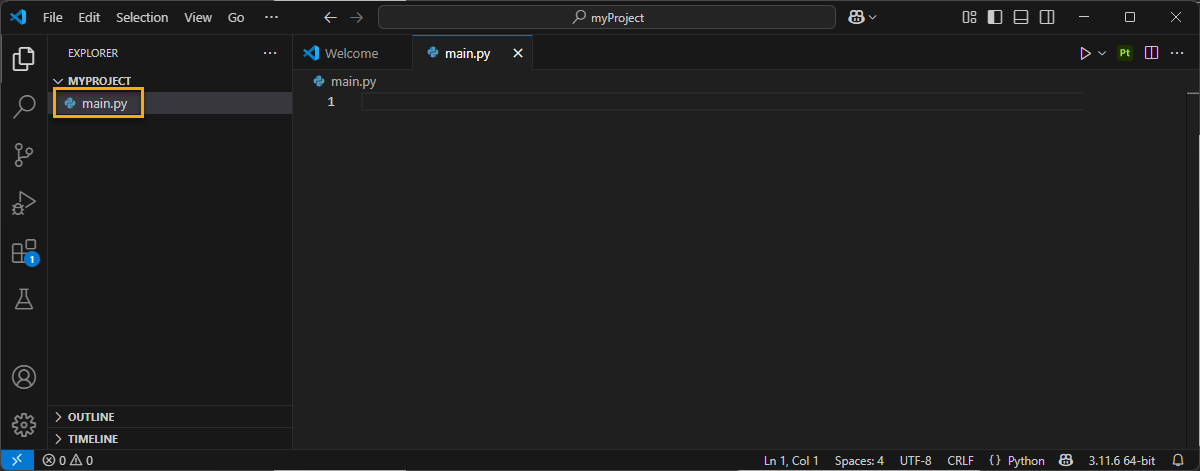 File Edit Selection View Go ··· myProject
EXPLORER ···
Welcome main.py Pt ···
MYPROJECT
main.py
main.py
1
1
OUTLINE
TIMELINE
0 0 Ln 1, Col 1 Spaces: 4 UTF-8 CRLF {} Python 3.11.6 64-bit